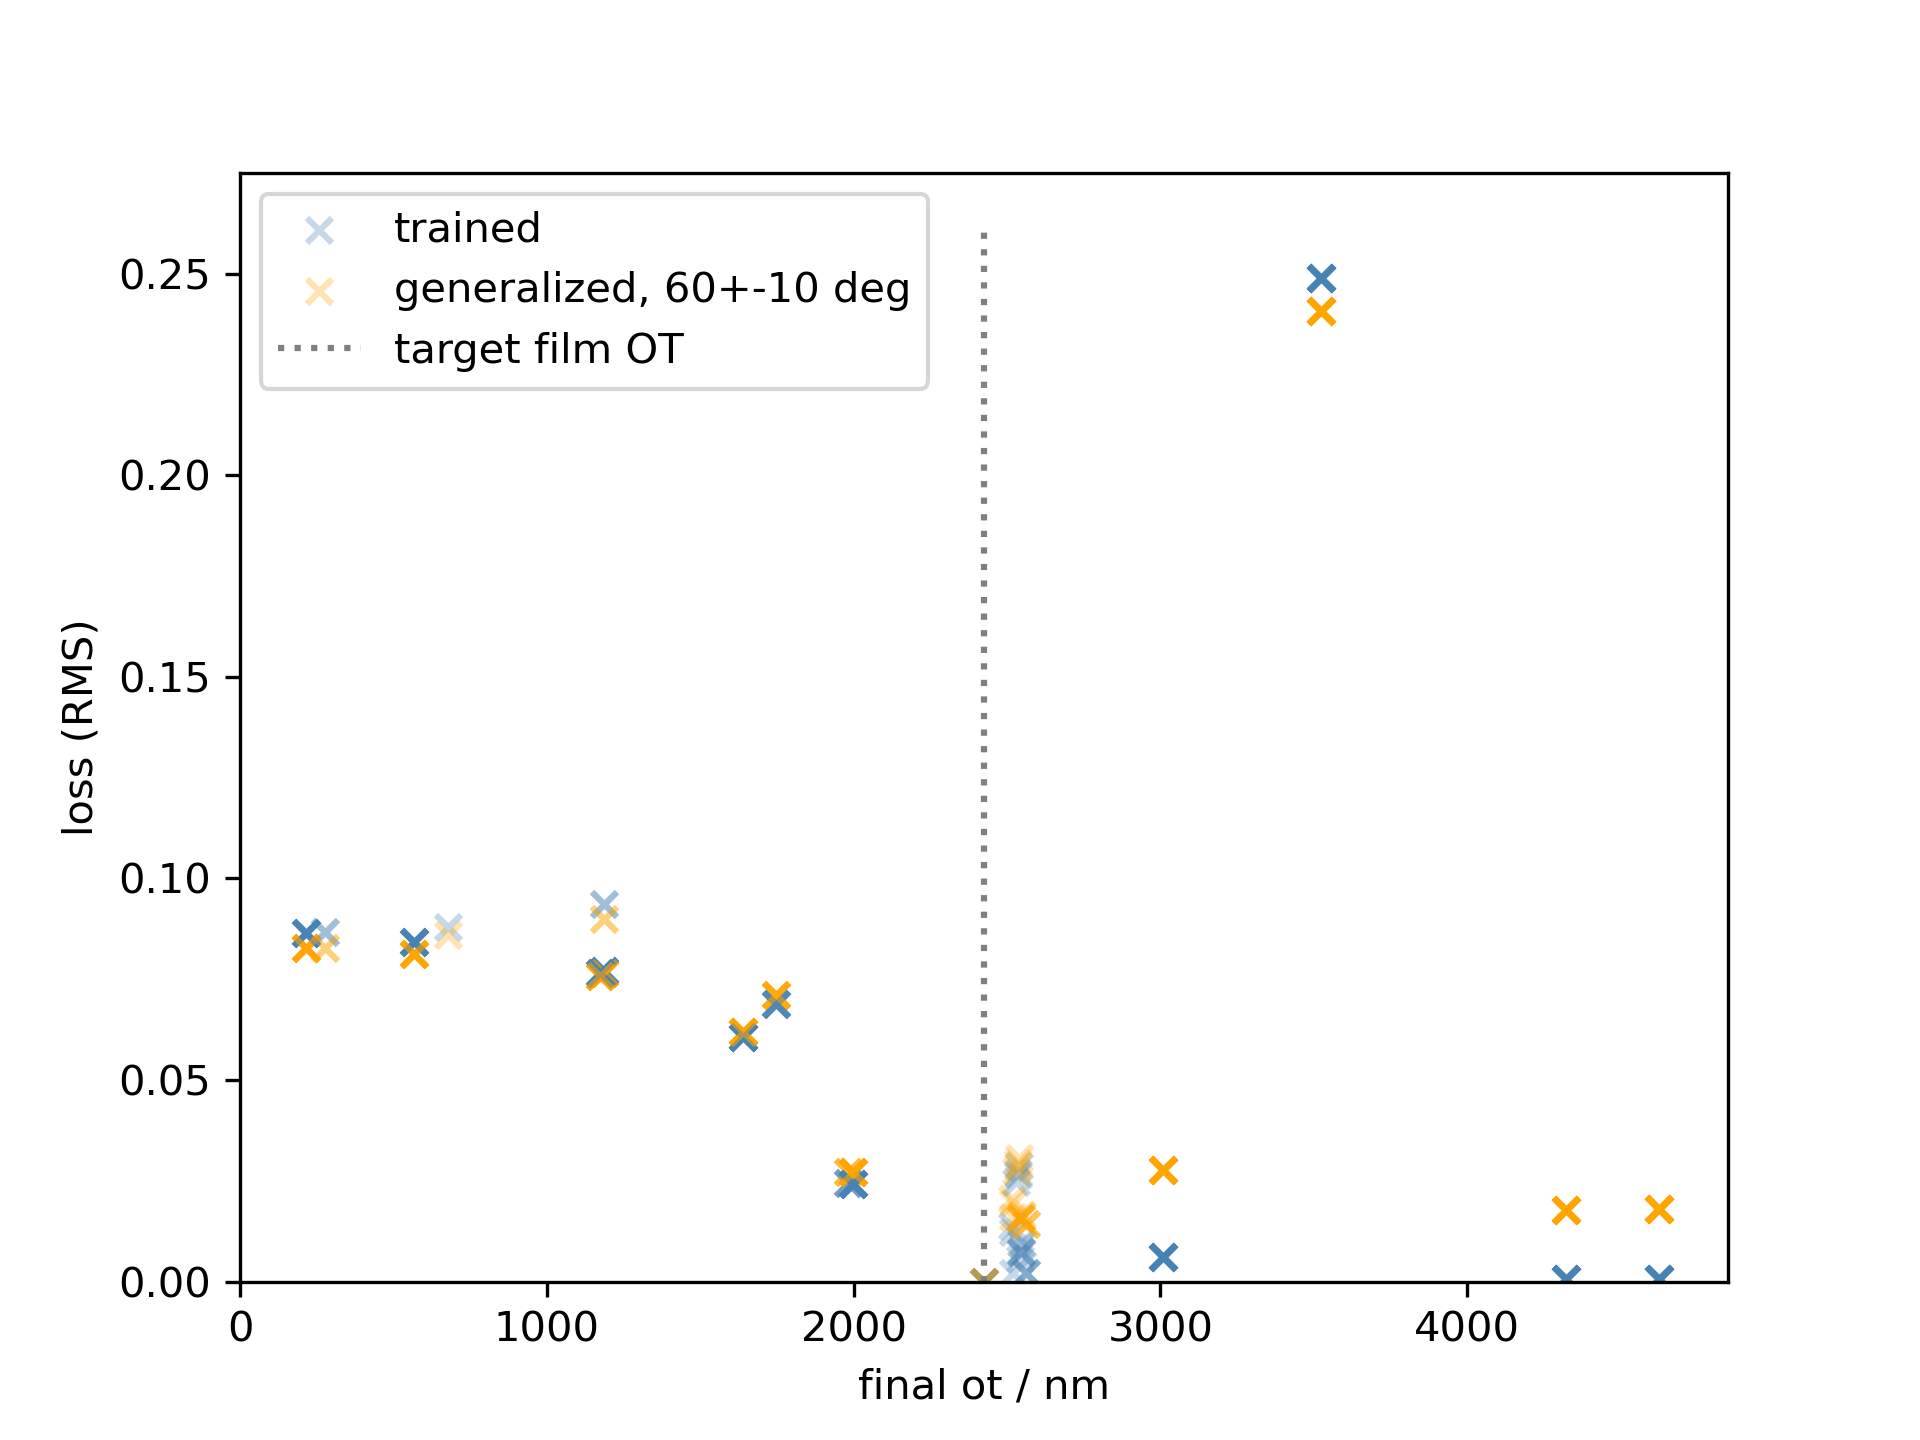 trained
generalized, 60+-10 deg
target film OT
0.25
0.20
0.15
0.10
0.05
0.00
loss (RMS)
0 1000 2000 3000 4000
final ot / nm